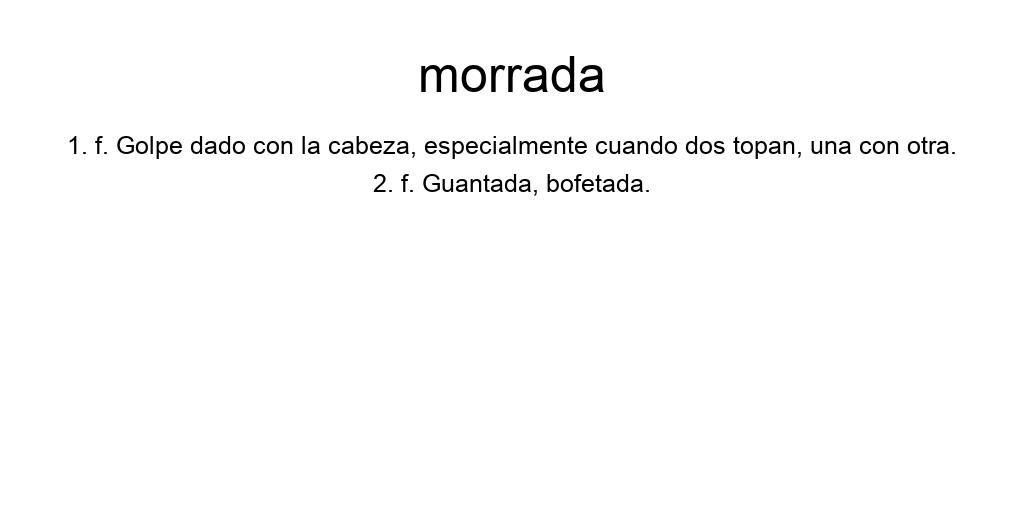 morrada
1. f. Golpe dado con la cabeza, especialmente cuando dos topan, una con otra.
2. f. Guantada, bofetada.